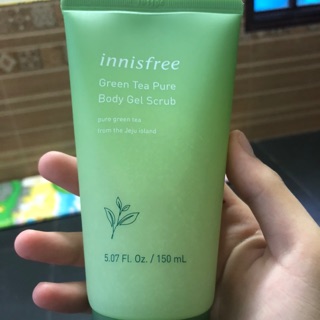 innisfree
Green Tea Pure
Body Gel Scrub
pure green tea
from the Jeju island
5.07 Fl. Oz. / 150 mL